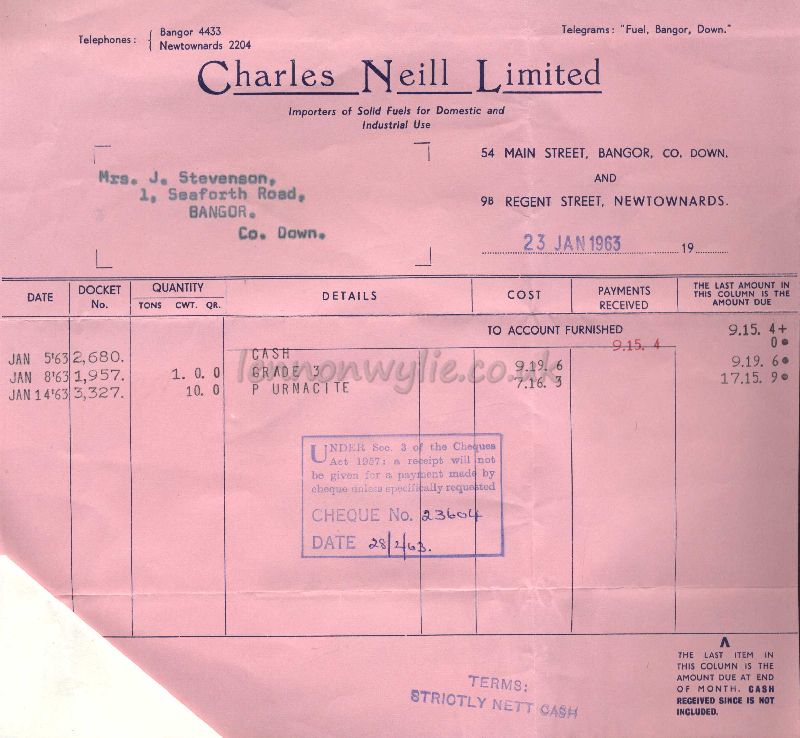 Telephones: { Bangor 4433
Newtownards 2204
Telegrams: "Fuel, Bangor, Down."
Charles Neill Limited
Importers of Solid Fuels for Domestic and
Industrial Use
54 MAIN STREET, BANGOR, CO. DOWN.
AND
9B REGENT STREET, NEWTOWNARDS.
Mrs. J. Stevenson,
1, Seaforth Road,
BANGOR.
Co. Down.
23 JAN 1963 19
DATE DOCKET No. QUANTITY TONS CWT. QR. DETAILS COST PAYMENTS RECEIVED THE LAST AMOUNT IN THIS COLUMN IS THE AMOUNT DUE
TO ACCOUNT FURNISHED 9.15. 4+
JAN 5'63 2,680. CASH 9.15. 4 0
JAN 8'63 1,957. 1. 0. 0 GRADE 3 9.19. 6 9.19. 6
JAN 14'63 3,327. 10. 0 P URNACITE 7.16. 3 17.15. 9
lennonwylie.co.uk
UNDER Sec. 3 of the Cheques
Act 1957: a receipt will not
be given for a payment made by
cheque unless specifically requested
CHEQUE No. 23604
DATE 28/2/63.
TERMS:
STRICTLY NETT CASH
THE LAST ITEM IN
THIS COLUMN IS THE
AMOUNT DUE AT END
OF MONTH. CASH
RECEIVED SINCE IS NOT
INCLUDED.